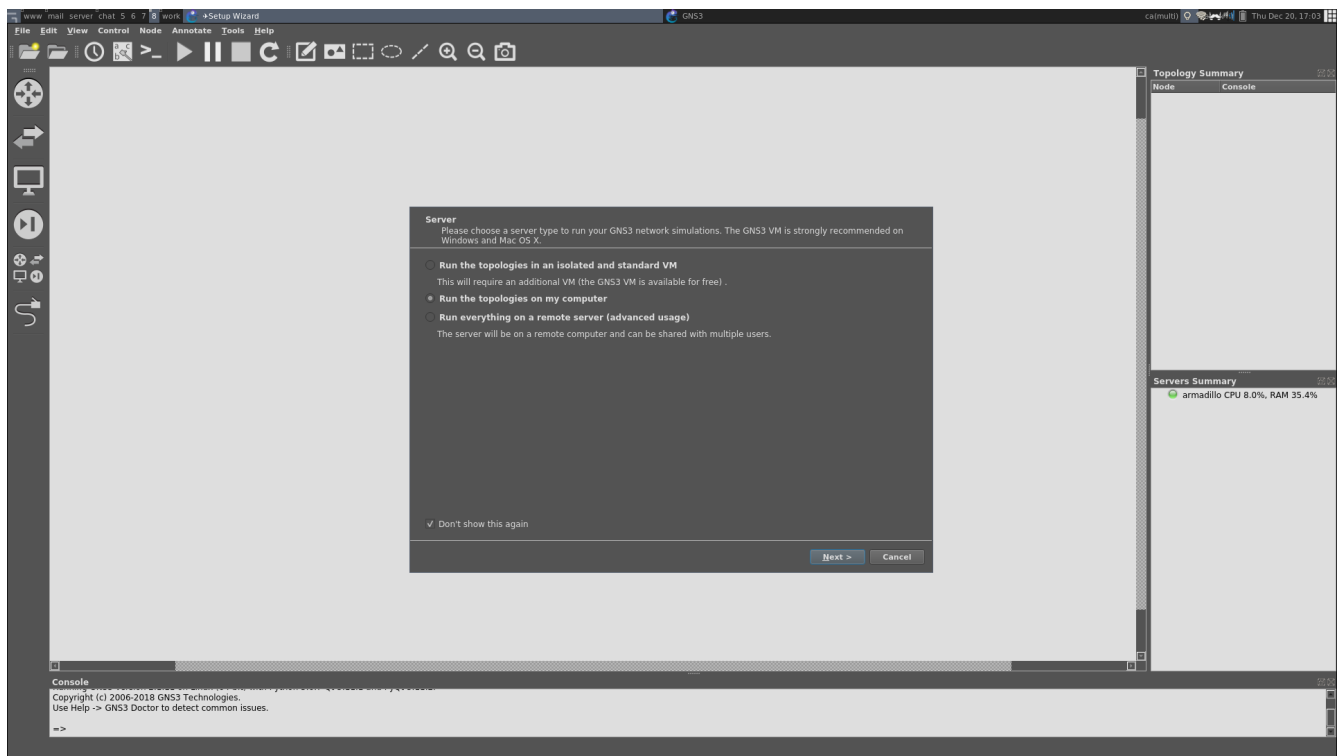 www mail server chat 5 6 7 8 work Setup Wizard GNS3 ca(multi) Thu Dec 20, 17:03
File Edit View Control Node Annotate Tools Help
Topology Summary
Node Console
Server
Please choose a server type to run your GNS3 network simulations. The GNS3 VM is strongly recommended on
Windows and Mac OS X.
Run the topologies in an isolated and standard VM
This will require an additional VM (the GNS3 VM is available for free) .
Run the topologies on my computer
Run everything on a remote server (advanced usage)
The server will be on a remote computer and can be shared with multiple users.
Servers Summary
armadillo CPU 8.0%, RAM 35.4%
Don't show this again
Next > Cancel
Console
Copyright (c) 2006-2018 GNS3 Technologies.
Use Help -> GNS3 Doctor to detect common issues.
=>